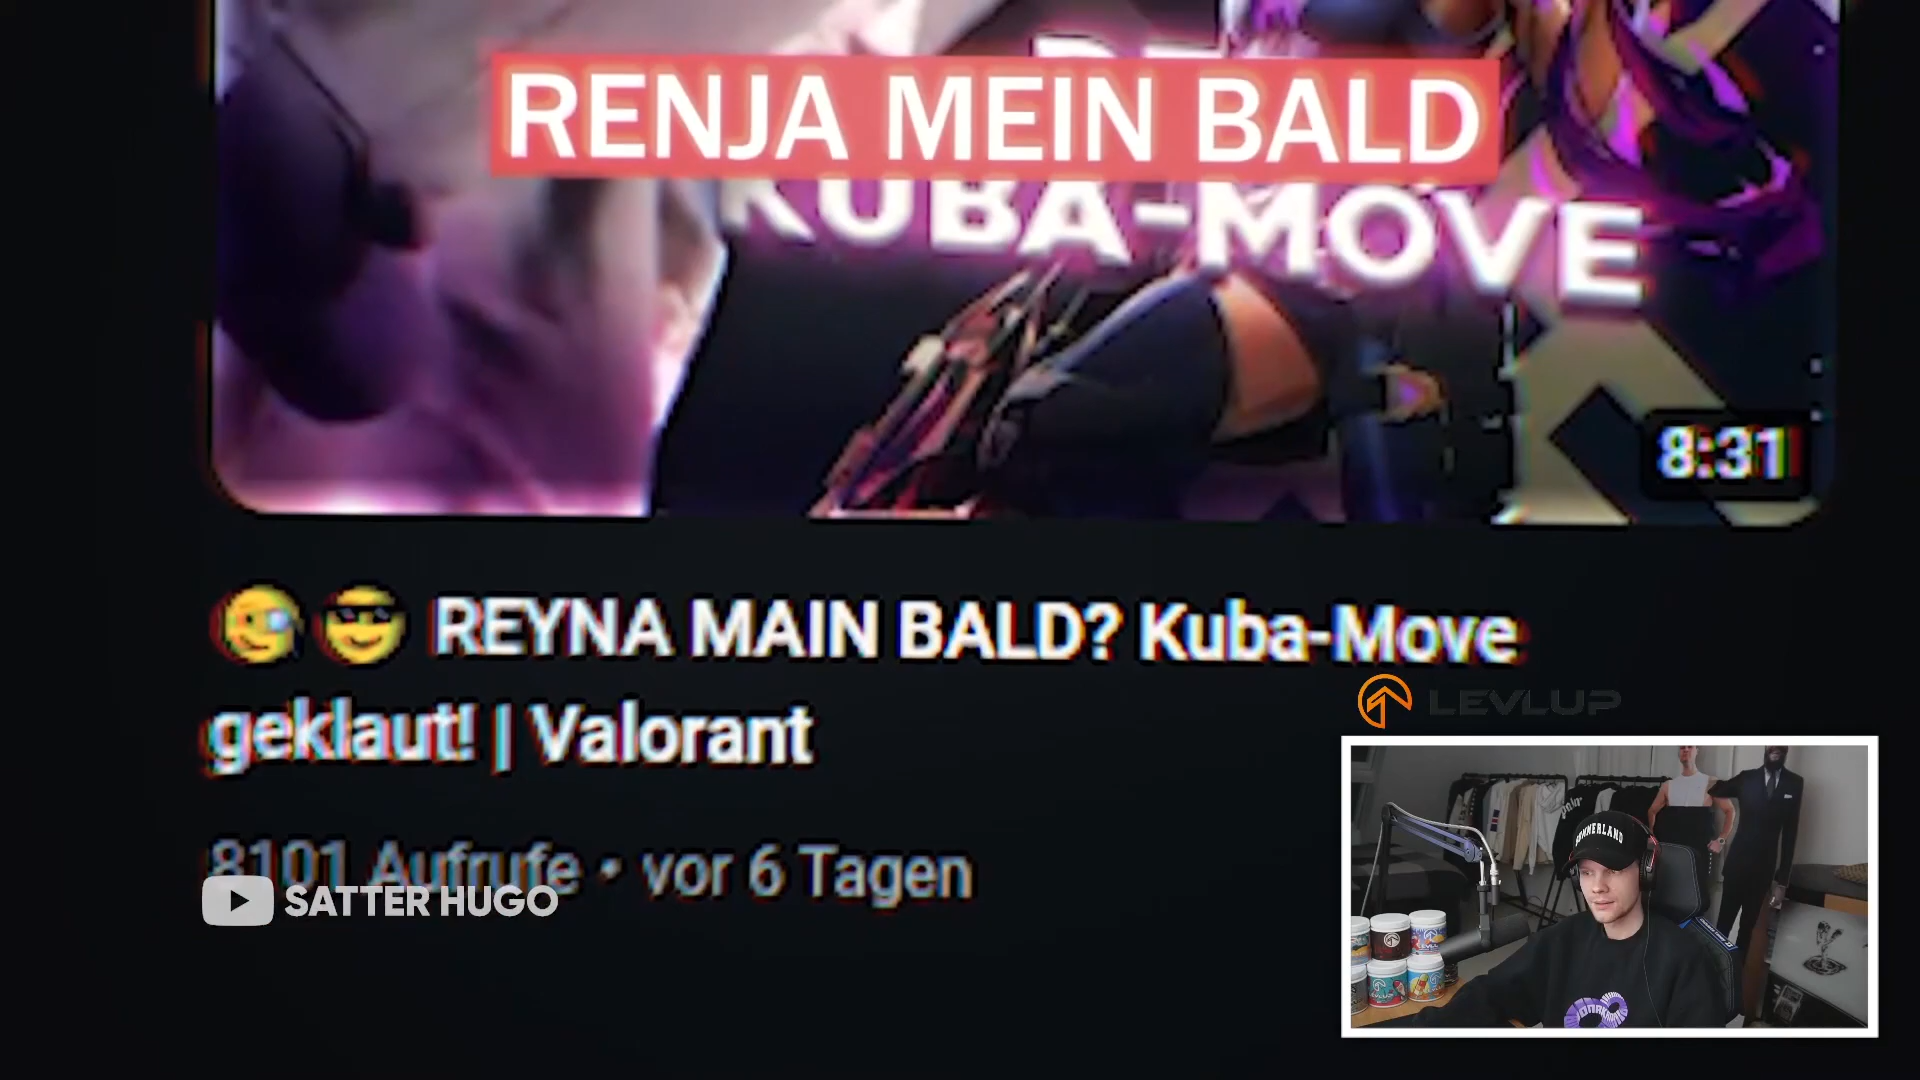 RENJA MEIN BALD
KUBA-MOVE
8:31
🧐😎 REYNA MAIN BALD? Kuba-Move
geklaut! | Valorant
8101 Aufrufe • vor 6 Tagen
SATTER HUGO
LEVLUP
SUMMERLAND